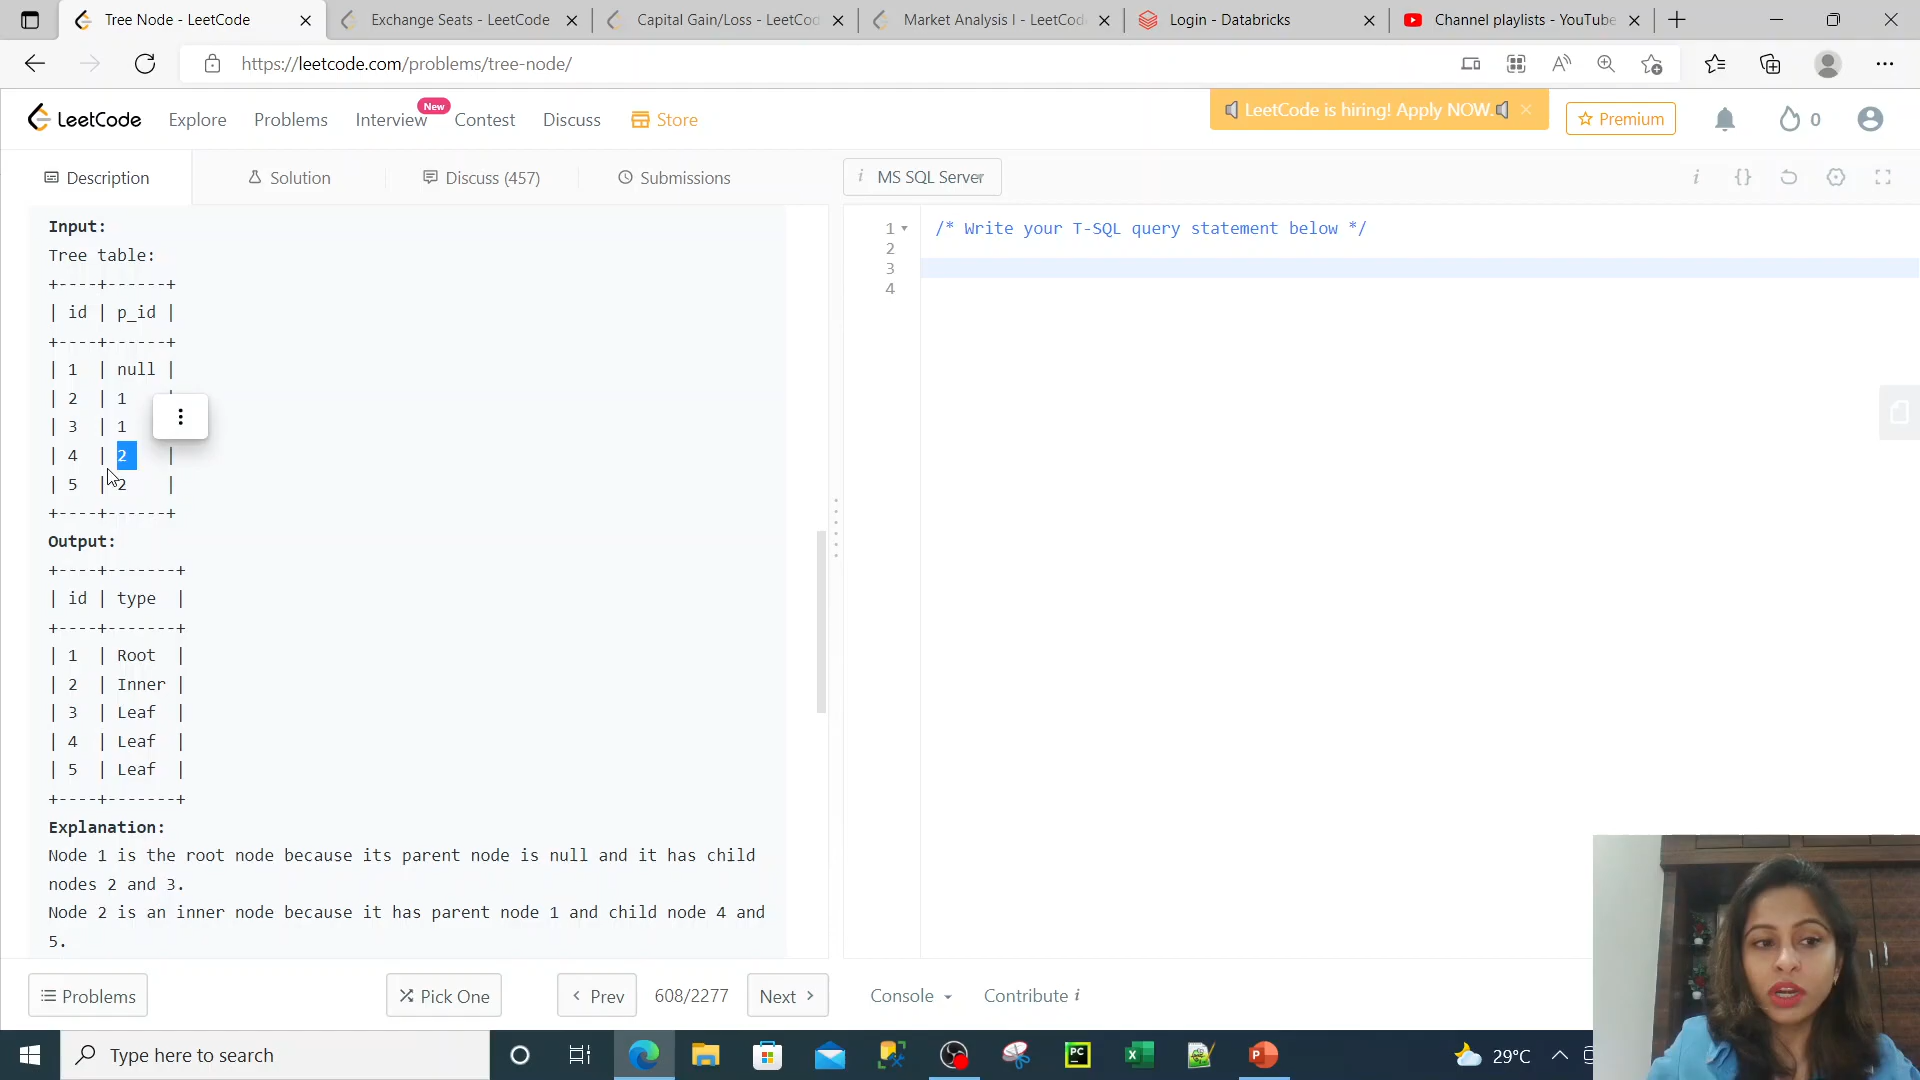 Tree Node - LeetCode
Exchange Seats - LeetCode
Capital Gain/Loss - LeetCo
Market Analysis I - LeetCod
Login - Databricks
Channel playlists - YouTube
https://leetcode.com/problems/tree-node/
LeetCode
Explore
Problems
Interview
New
Contest
Discuss
Store
LeetCode is hiring! Apply NOW.
Premium
0
Description
Solution
Discuss (457)
Submissions
i MS SQL Server
Input:
Tree table:
+----+------+
| id | p_id |
+----+------+
| 1 | null |
| 2 | 1
| 3 | 1
| 4 | 2 |
| 5 | 2 |
+----+------+
Output:
+----+-------+
| id | type |
+----+-------+
| 1 | Root |
| 2 | Inner |
| 3 | Leaf |
| 4 | Leaf |
| 5 | Leaf |
+----+-------+
Explanation:
Node 1 is the root node because its parent node is null and it has child
nodes 2 and 3.
Node 2 is an inner node because it has parent node 1 and child node 4 and
5.
1 /* Write your T-SQL query statement below */
2
3
4
Problems
Pick One
Prev
608/2277
Next
Console
Contribute i
Type here to search
PC
29°C